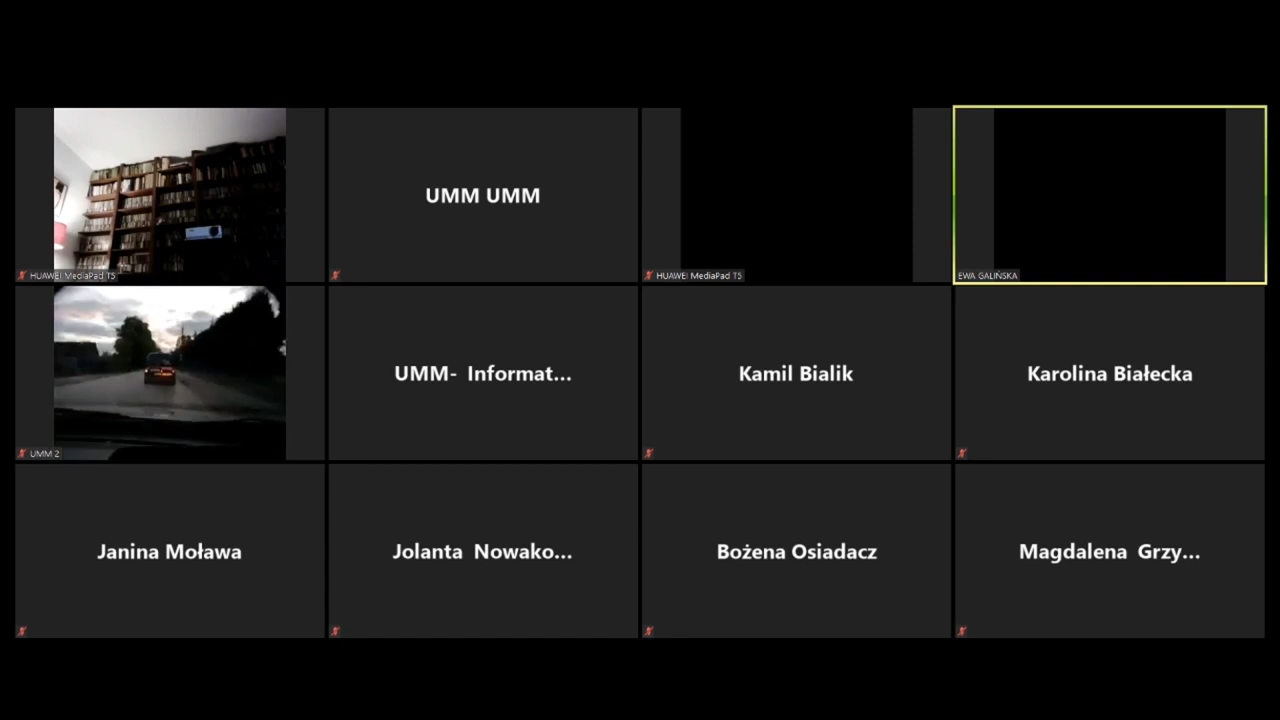 HUAWEI MediaPad T5
UMM UMM
HUAWEI MediaPad T5
EWA GALIŃSKA
UMM 2
UMM- Informat...
Kamil Bialik
Karolina Białecka
Janina Moława
Jolanta Nowako...
Bożena Osiadacz
Magdalena Grzy...